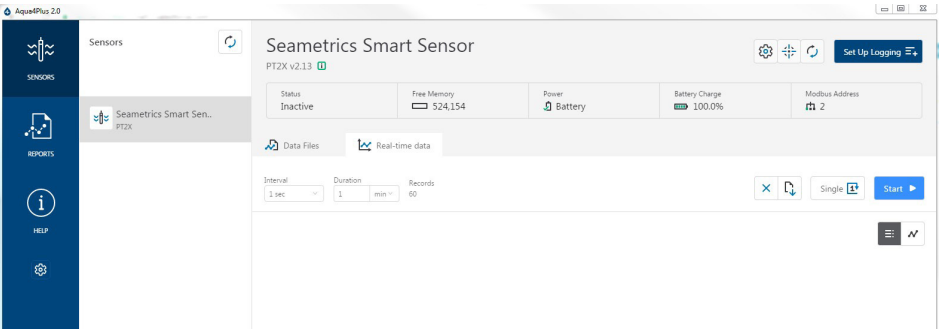 Aqua4Plus 2.0
SENSORS
REPORTS
HELP
Sensors
Seametrics Smart Sen..
PT2X
Seametrics Smart Sensor
PT2X v2.13
Set Up Logging
Status
Inactive
Free Memory
524,154
Power
Battery
Battery Charge
100.0%
Modbus Address
2
Data Files
Real-time data
Interval
1 sec
Duration
1
min
Records
60
Single
Start